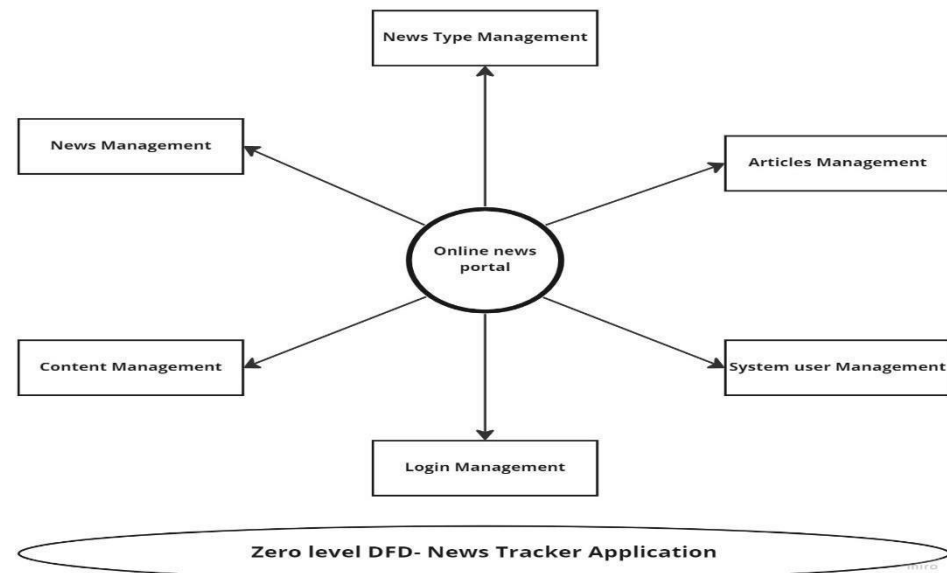 News Type Management
News Management
Articles Management
Online news
portal
Content Management
System user Management
Login Management
Zero level DFD- News Tracker Application
miro